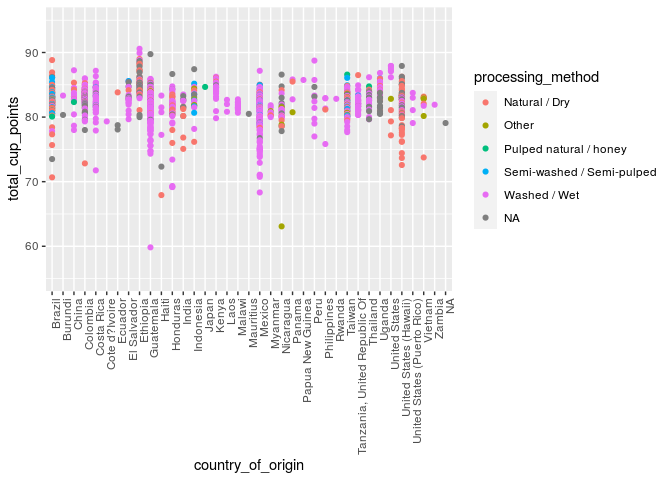 total_cup_points
90
80
70
60
Brazil
Burundi
China
Colombia
Costa Rica
Cote d?Ivoire
Ecuador
El Salvador
Ethiopia
Guatemala
Haiti
Honduras
India
Indonesia
Japan
Kenya
Laos
Malawi
Mauritius
Mexico
Myanmar
Nicaragua
Panama
Papua New Guinea
Peru
Philippines
Rwanda
Taiwan
Tanzania, United Republic Of
Thailand
Uganda
United States
United States (Hawaii)
United States (Puerto Rico)
Vietnam
Zambia
NA
country_of_origin
processing_method
Natural / Dry
Other
Pulped natural / honey
Semi-washed / Semi-pulped
Washed / Wet
NA